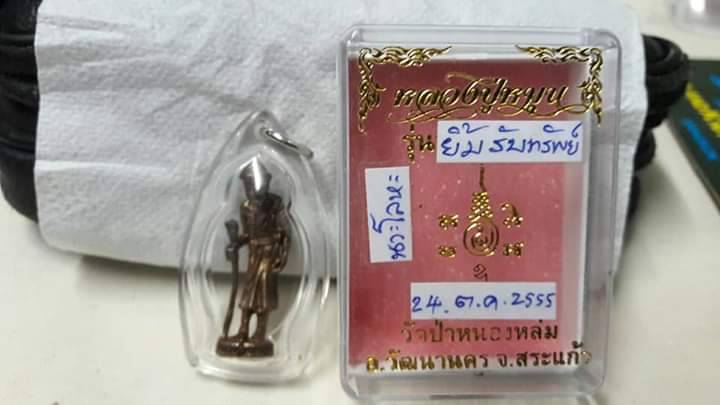 หลวงปู่หมุน
รุ่น ยิ้มรับทรัพย์
นวะโลหะ
24. ต.ค. 2555
วัดป่าหนองหล่ม
อ.วัฒนานคร จ.สระแก้ว